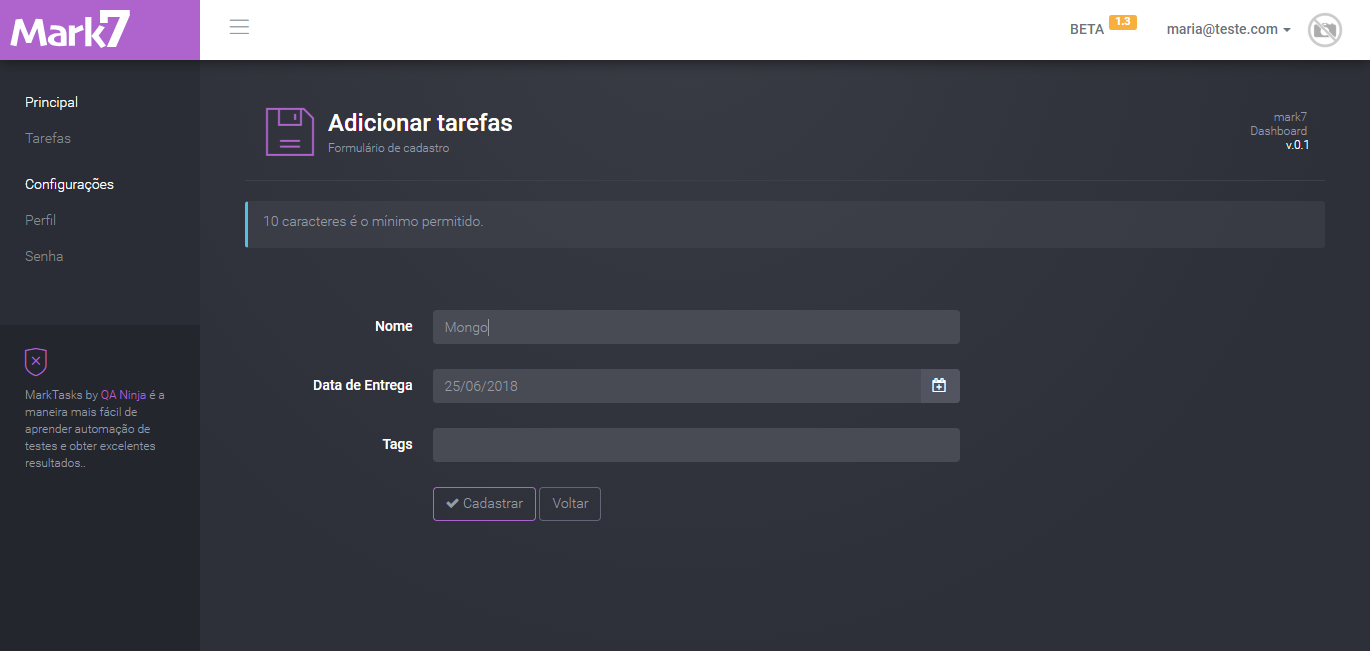 Mark7
BETA 1.3
maria@teste.com
Principal
Tarefas
Configurações
Perfil
Senha
MarkTasks by QA Ninja é a
maneira mais fácil de
aprender automação de
testes e obter excelentes
resultados..
Adicionar tarefas
Formulário de cadastro
mark7
Dashboard
v.0.1
10 caracteres é o mínimo permitido.
Nome
Mongo
Data de Entrega
25/06/2018
Tags
Cadastrar
Voltar